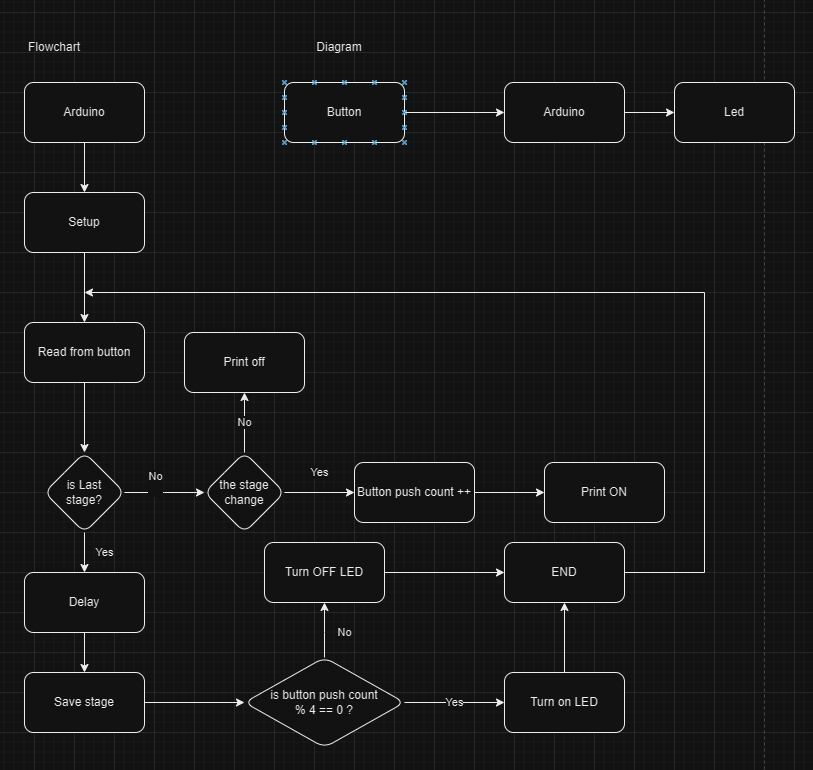 Flowchart
Diagram
Arduino
Button
Arduino
Led
Setup
Read from button
Print off
No
is Last
stage?
No
the stage
change
Yes
Button push count ++
Print ON
Yes
Turn OFF LED
END
Delay
No
Save stage
is button push count
% 4 == 0 ?
Yes
Turn on LED